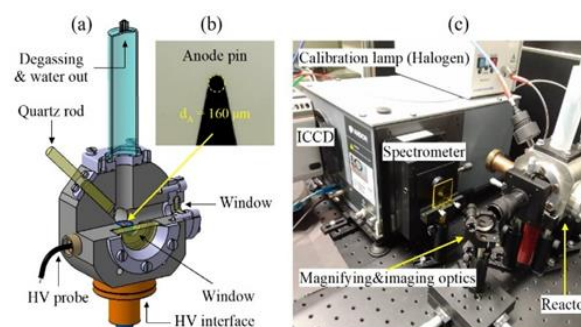 (a)
Degassing
& water out
Quartz rod
HV probe
HV interface
Window
Window
(b)
Anode pin
dA = 160 μm
(c)
Calibration lamp (Halogen)
ICCD
Spectrometer
Magnifying&imaging optics
Reacto